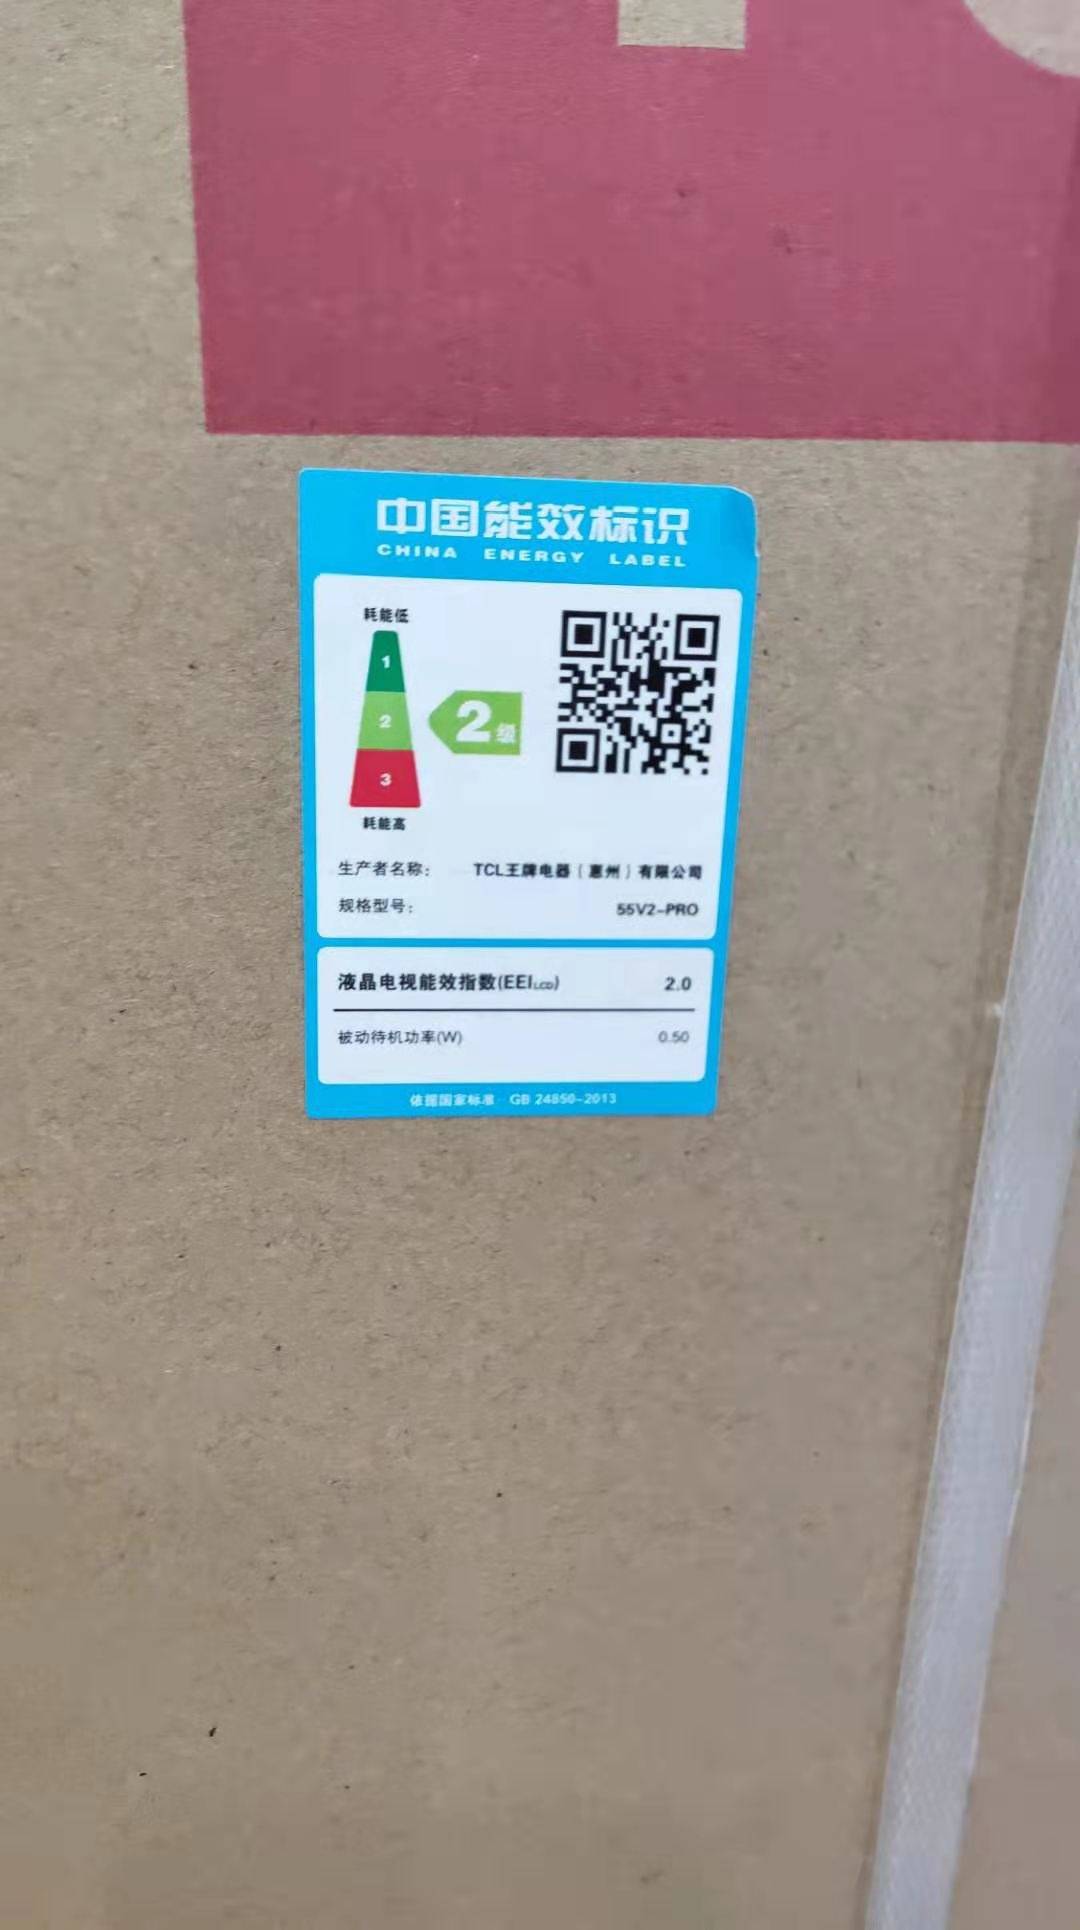 中国能效标识
CHINA ENERGY LABEL
耗能低
1
2
3
2级
耗能高
生产者名称: TCL王牌电器(惠州)有限公司
规格型号: 55V2-PRO
液晶电视能效指数(EEILCD) 2.0
被动待机功率(W) 0.50
依据国家标准 GB 24850-2013